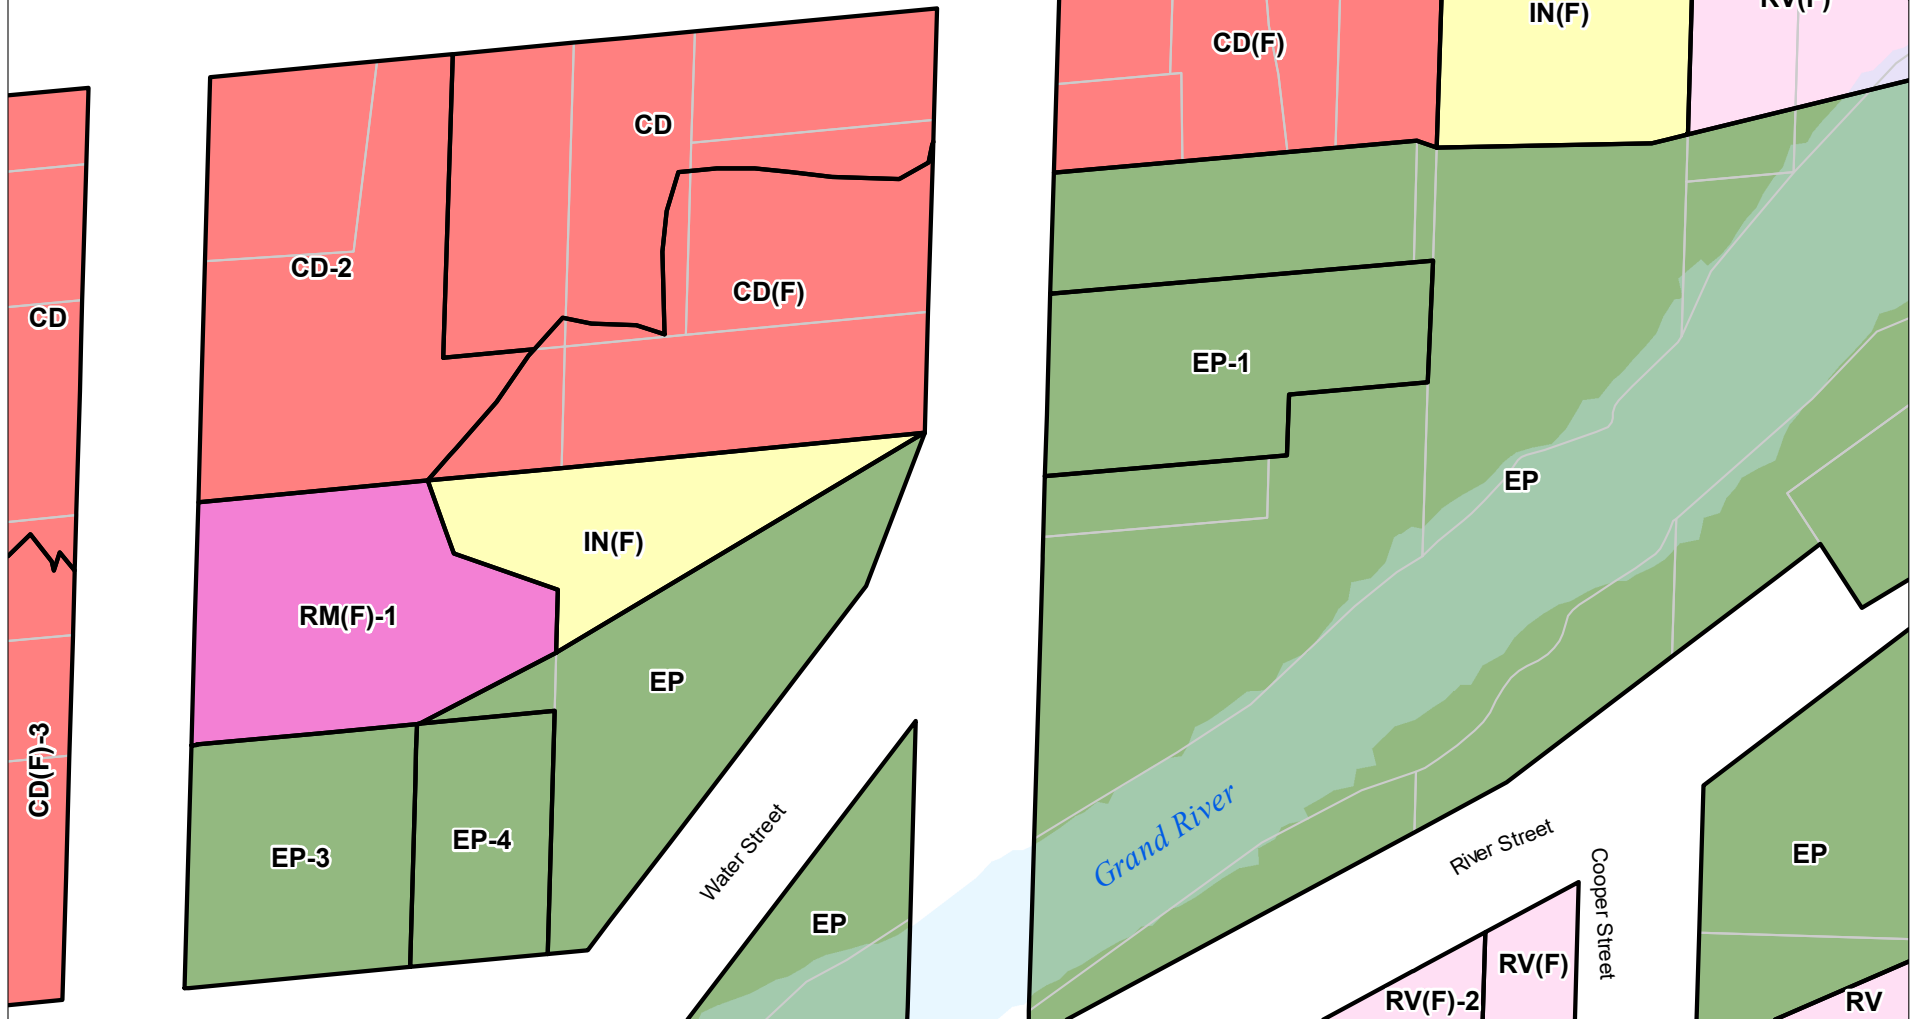 IN(F)
RV(F)
CD(F)
CD
CD-2
CD(F)
CD
EP-1
EP
IN(F)
RM(F)-1
EP
CD(F)-3
EP-3
EP-4
Water Street
EP
Grand River
River Street
Cooper Street
EP
RV(F)
RV(F)-2
RV